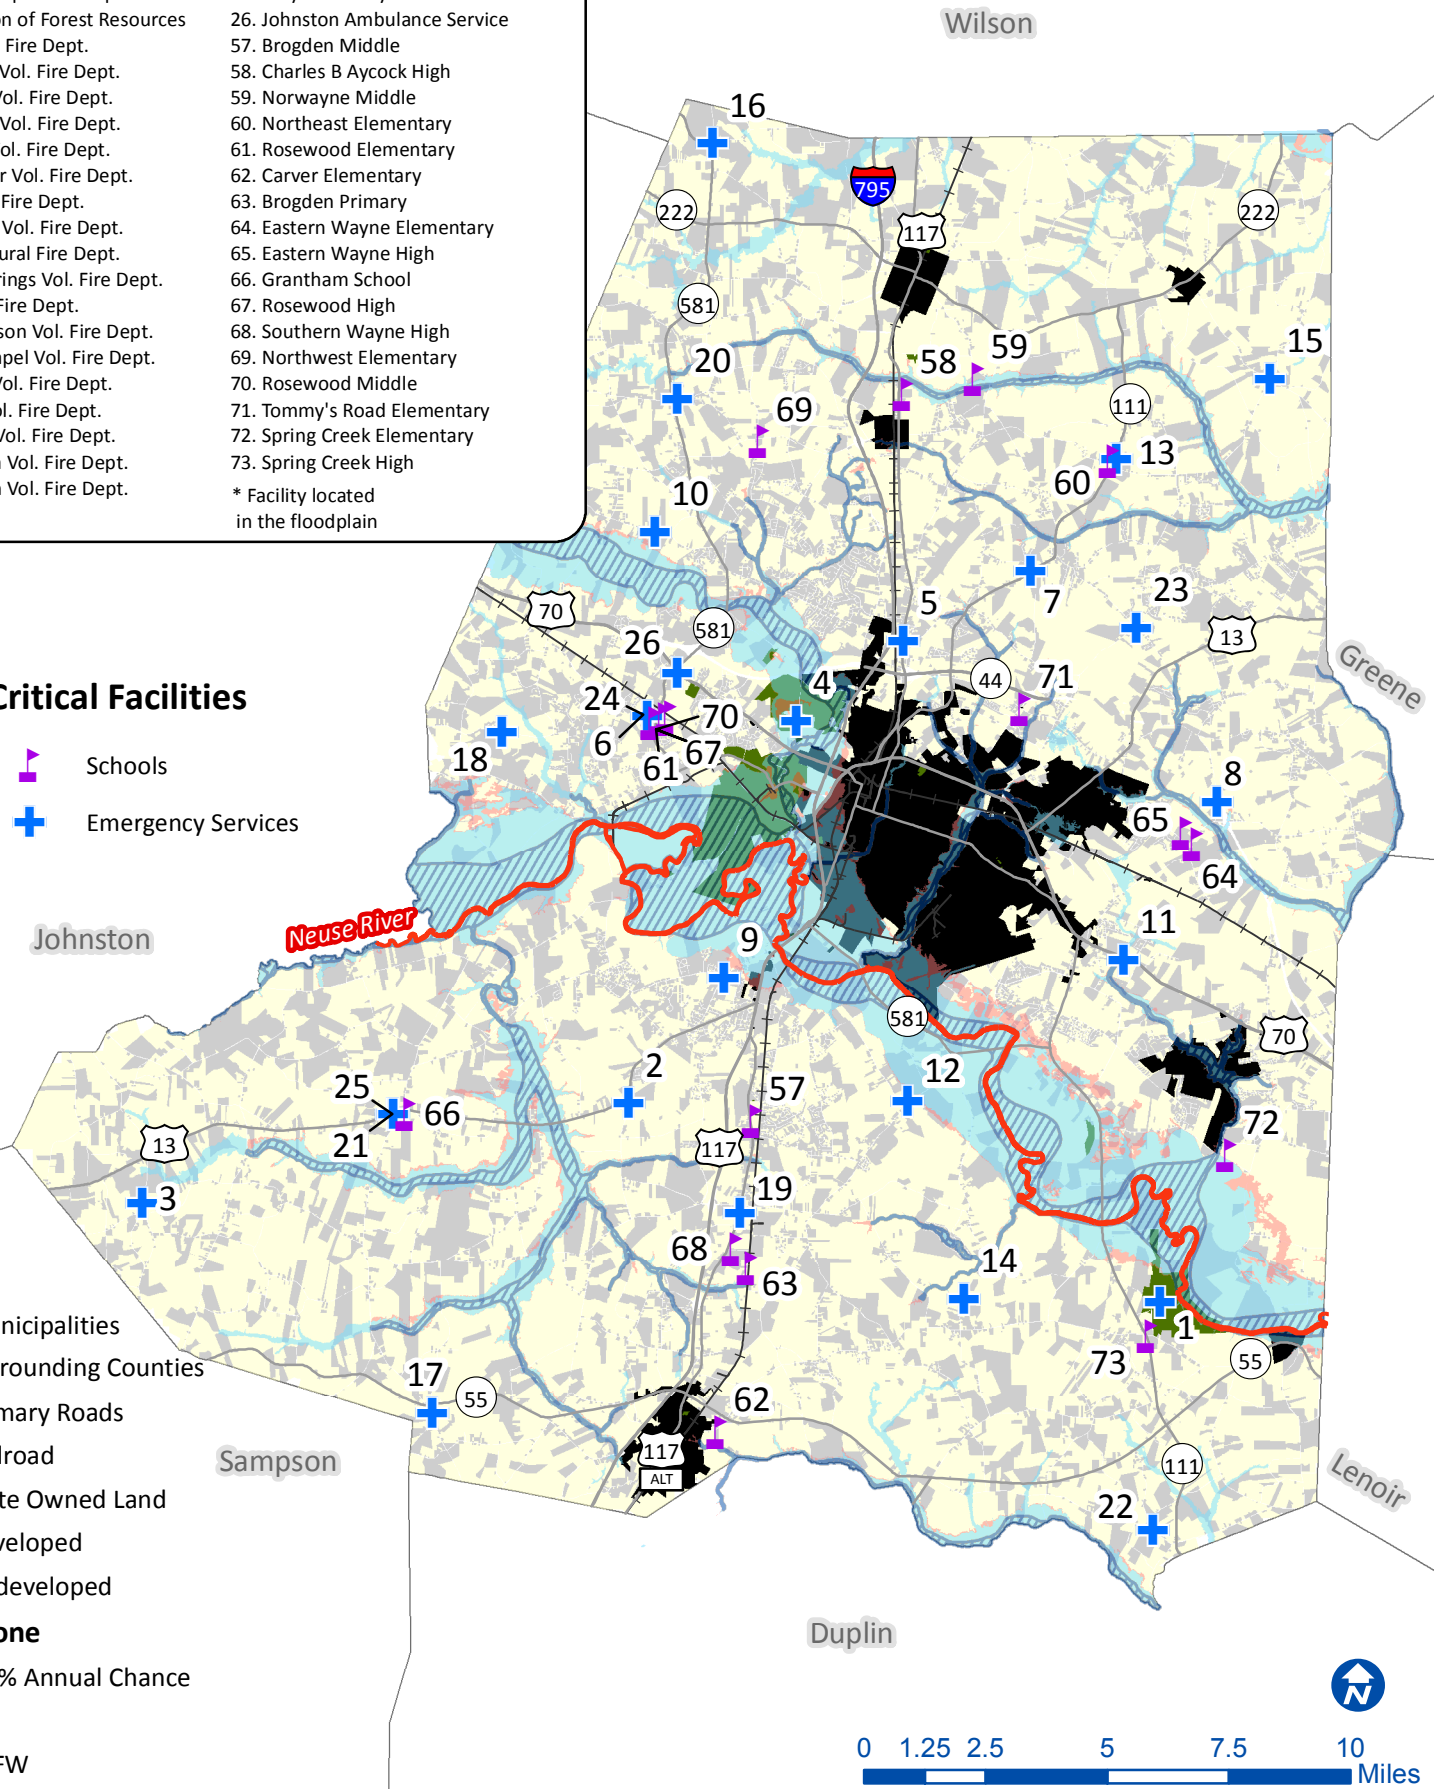 of Forest Resources
Fire Dept.
Vol. Fire Dept.
Vol. Fire Dept.
Vol. Fire Dept.
Fire Dept.
Vol. Fire Dept.
Fire Dept.
Vol. Fire Dept.
Fire Dept.
Vol. Fire Dept.
Fire Dept.
Vol. Fire Dept.
Vol. Fire Dept.
Vol. Fire Dept.
Fire Dept.
Vol. Fire Dept.
Vol. Fire Dept.
Vol. Fire Dept.
26. Johnston Ambulance Service
57. Brogden Middle
58. Charles B Aycock High
59. Norwayne Middle
60. Northeast Elementary
61. Rosewood Elementary
62. Carver Elementary
63. Brogden Primary
64. Eastern Wayne Elementary
65. Eastern Wayne High
66. Grantham School
67. Rosewood High
68. Southern Wayne High
69. Northwest Elementary
70. Rosewood Middle
71. Tommy's Road Elementary
72. Spring Creek Elementary
73. Spring Creek High
* Facility located
in the floodplain
Critical Facilities
Schools
Emergency Services
nicipalities
rounding Counties
mary Roads
lroad
te Owned Land
veloped
developed
one
% Annual Chance
FW
Wilson
16
795
222
117
222
581
20
58
59
15
69
111
13
60
10
70
581
5
7
23
13
Greene
26
4
44
71
24
6
70
67
61
18
8
65
64
Neuse River
Johnston
9
11
581
70
2
12
25
66
21
57
72
13
117
3
19
68
63
14
1
73
55
17
55
62
Sampson
117
ALT
111
22
Lenoir
Duplin
N
0 1.25 2.5 5 7.5 10
Miles